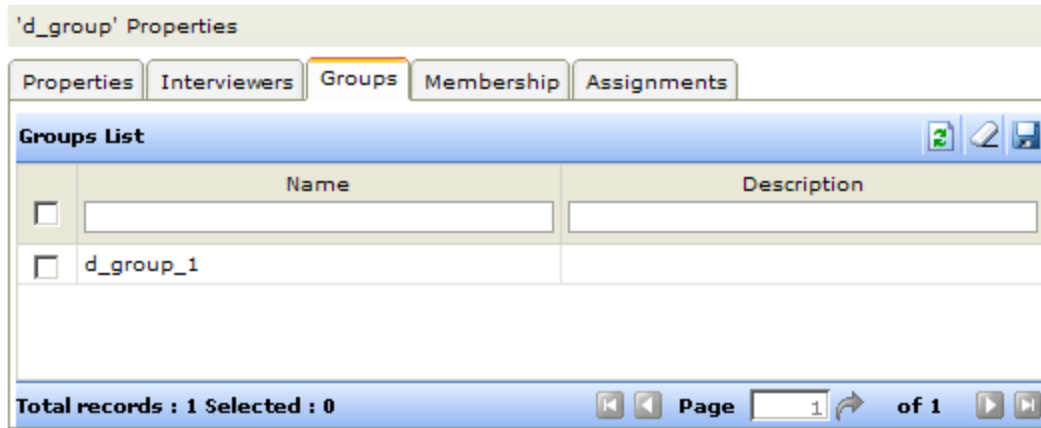 'd_group' Properties
Properties Interviewers Groups Membership Assignments
Groups List
Name Description
d_group_1
Total records : 1 Selected : 0 Page 1 of 1